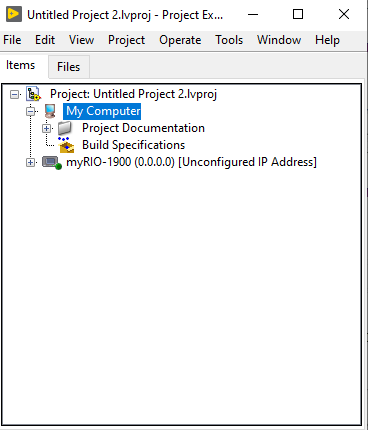 Untitled Project 2.lvproj - Project Ex...
File Edit View Project Operate Tools Window Help
Items Files
Project: Untitled Project 2.lvproj
My Computer
Project Documentation
Build Specifications
myRIO-1900 (0.0.0.0) [Unconfigured IP Address]